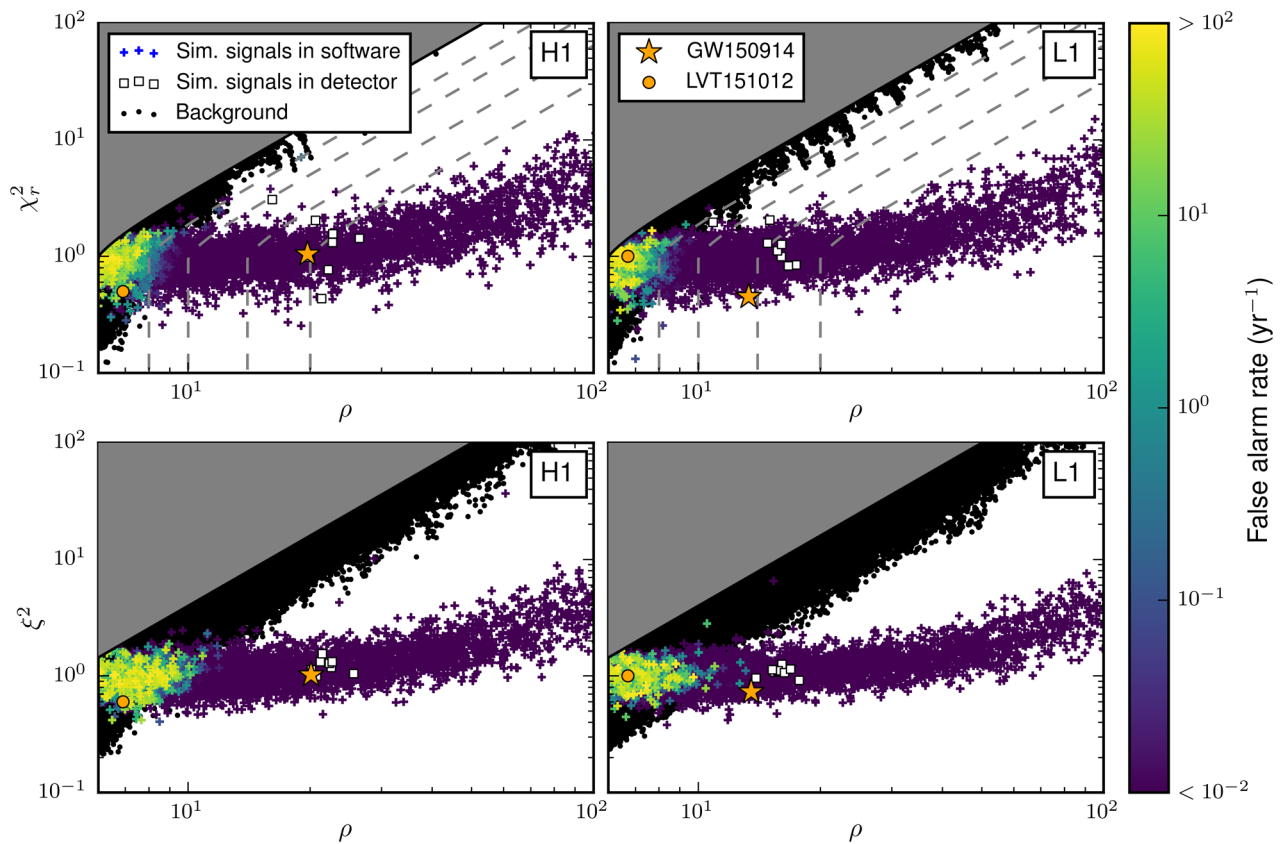 10²
10¹
10⁰
10⁻¹
χᵣ²
Sim. signals in software
Sim. signals in detector
Background
H1
10¹
10²
ρ
GW150914
LVT151012
L1
10¹
10²
ρ
10²
10¹
10⁰
10⁻¹
ξ²
H1
10¹
10²
ρ
L1
10¹
10²
ρ
> 10²
10¹
10⁰
10⁻¹
< 10⁻²
False alarm rate (yr⁻¹)